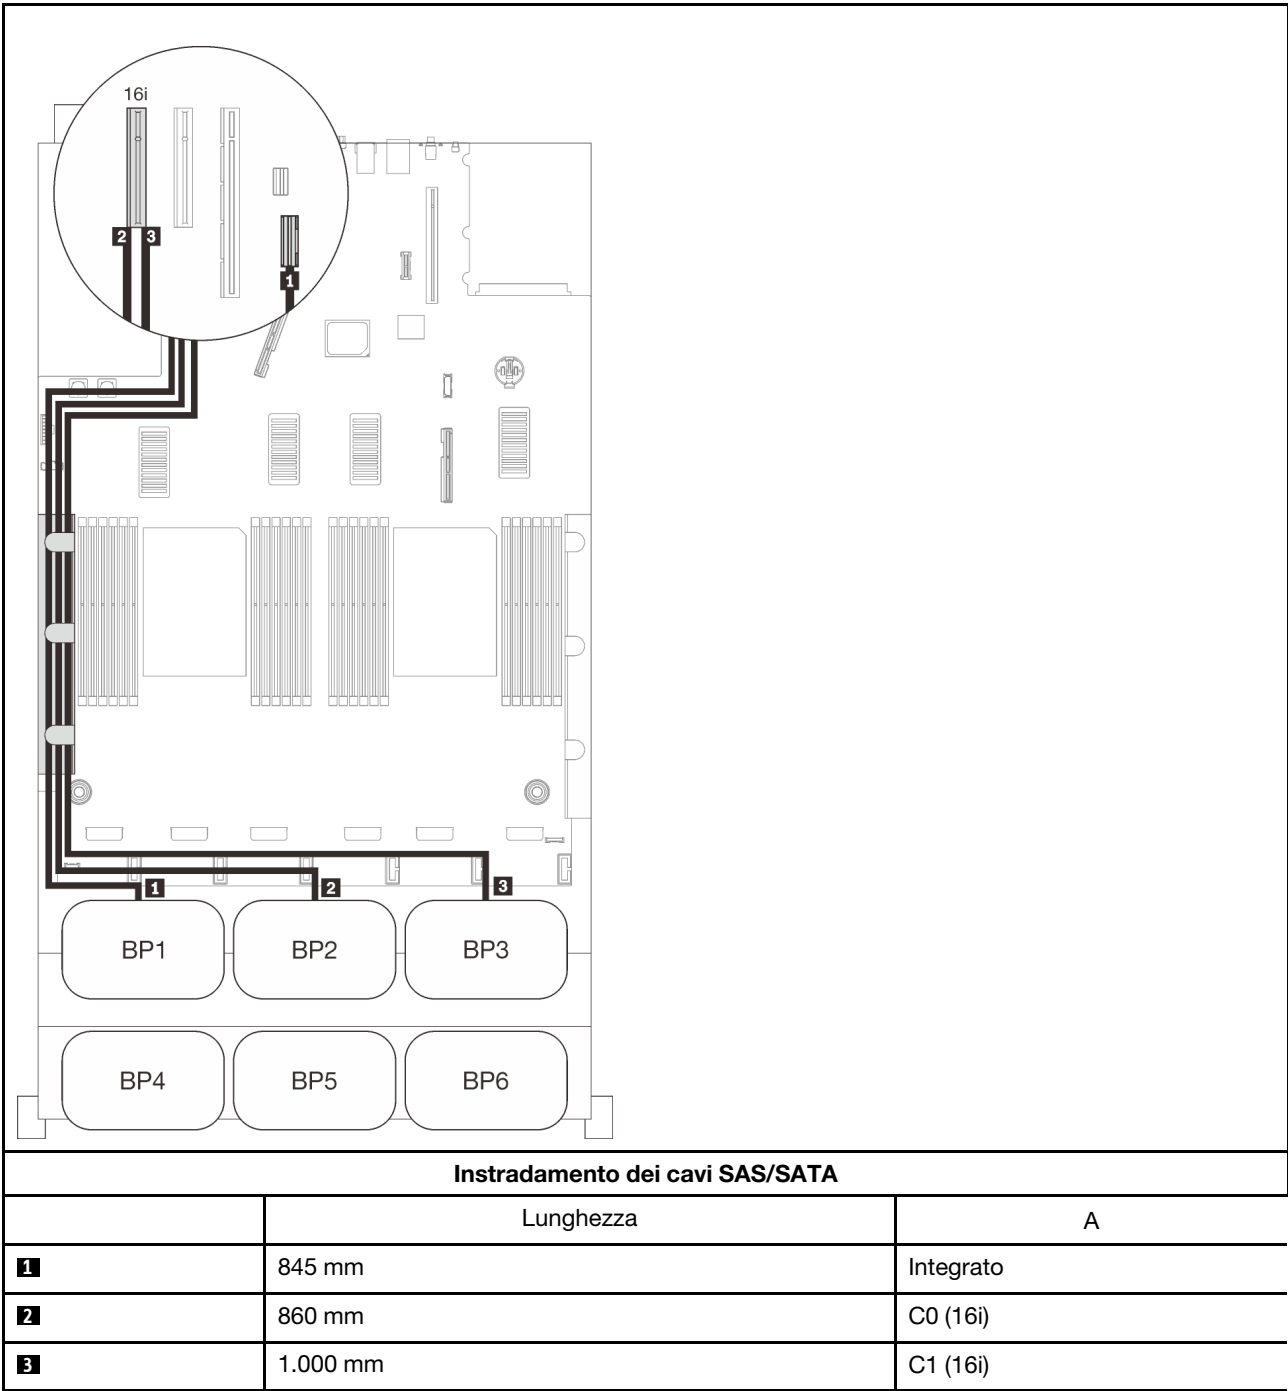 16i
2 3
1
1 2 3
BP1 BP2 BP3
BP4 BP5 BP6
Instradamento dei cavi SAS/SATA
Lunghezza A
1 845 mm Integrato
2 860 mm C0 (16i)
3 1.000 mm C1 (16i)